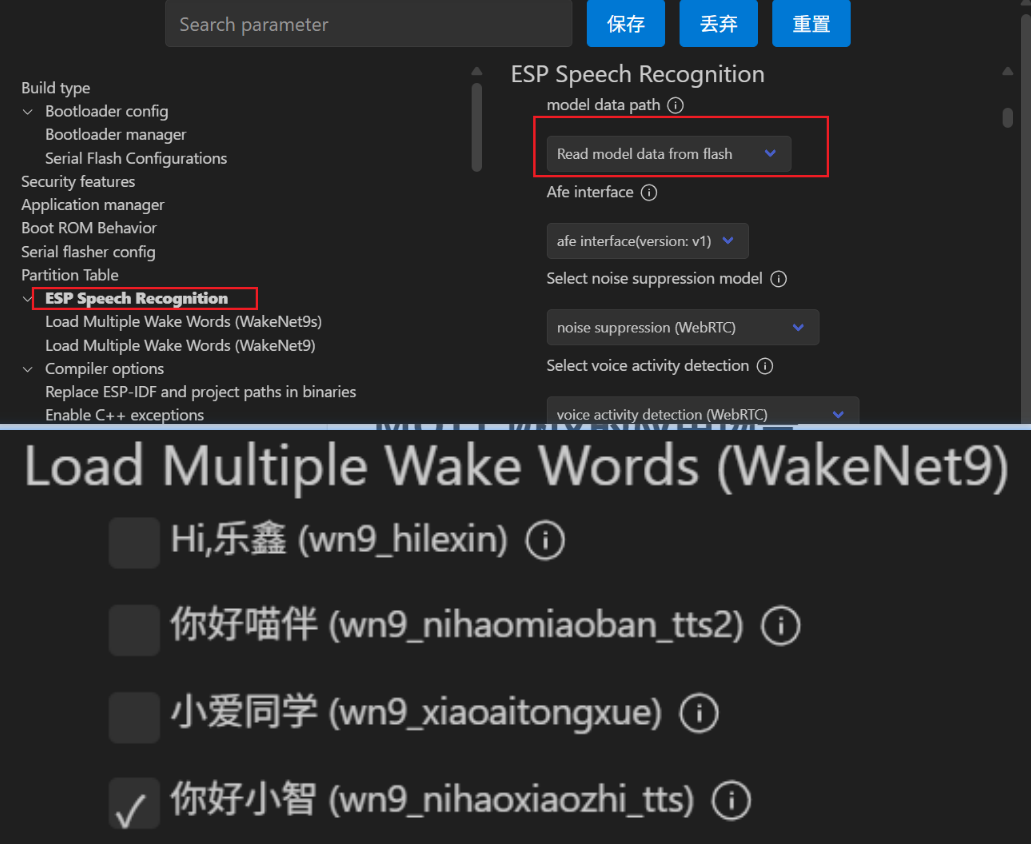 Search parameter
保存
丢弃
重置
Build type
Bootloader config
Bootloader manager
Serial Flash Configurations
Security features
Application manager
Boot ROM Behavior
Serial flasher config
Partition Table
ESP Speech Recognition
Load Multiple Wake Words (WakeNet9s)
Load Multiple Wake Words (WakeNet9)
Compiler options
Replace ESP-IDF and project paths in binaries
Enable C++ exceptions
ESP Speech Recognition
model data path
Read model data from flash
Afe interface
afe interface(version: v1)
Select noise suppression model
noise suppression (WebRTC)
Select voice activity detection
voice activity detection (WebRTC)
Load Multiple Wake Words (WakeNet9)
Hi,乐鑫 (wn9_hilexin)
你好喵伴 (wn9_nihaomiaoban_tts2)
小爱同学 (wn9_xiaoaitongxue)
你好小智 (wn9_nihaoxiaozhi_tts)